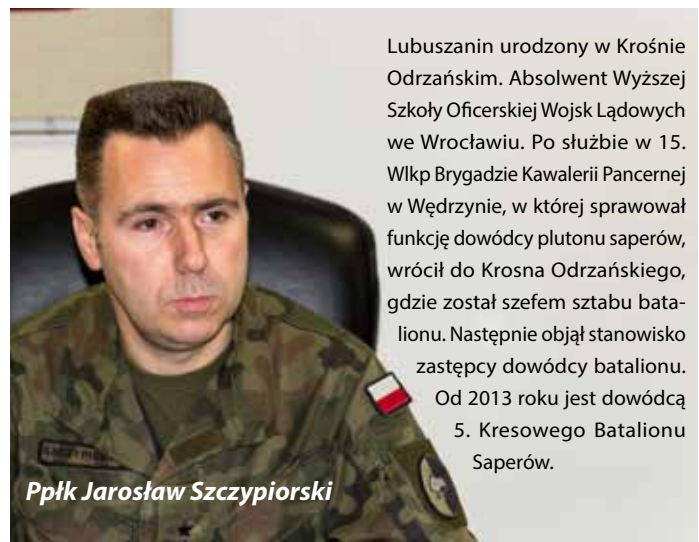 Lubuszanin urodzony w Krośnie
Odrzańskim. Absolwent Wyższej
Szkoły Oficerskiej Wojsk Lądowych
we Wrocławiu. Po służbie w 15.
Wlkp Brygadzie Kawalerii Pancernej
w Wędrzynie, w której sprawował
funkcję dowódcy plutonu saperów,
wrócił do Krosna Odrzańskiego,
gdzie został szefem sztabu bata-
lionu. Następnie objął stanowisko
zastępcy dowódcy batalionu.
Od 2013 roku jest dowódcą
5. Kresowego Batalionu
Saperów.
Ppłk Jarosław Szczypiorski